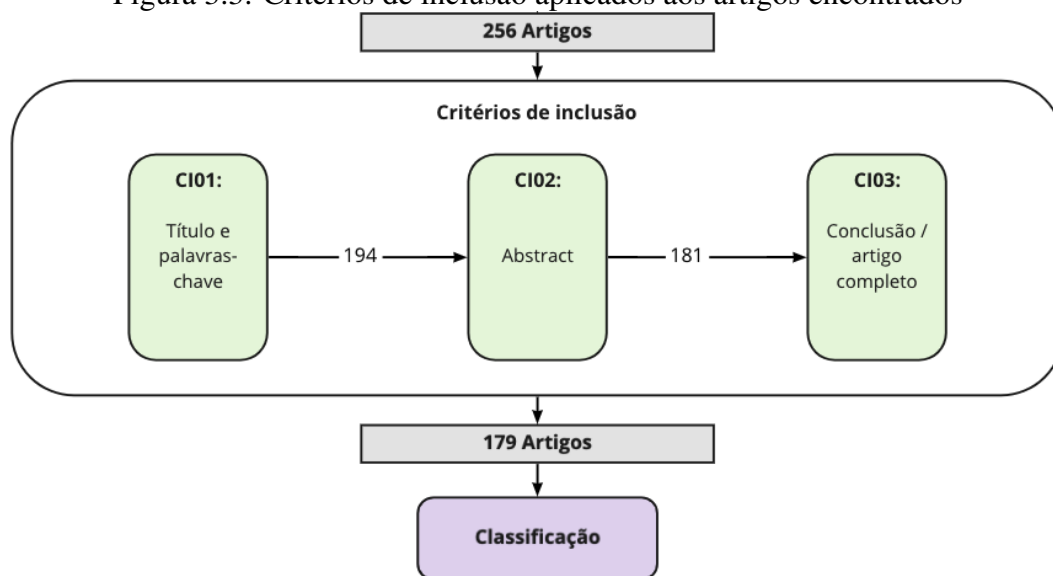 Figura 3.3: Critérios de inclusão aplicados aos artigos encontrados
256 Artigos
Critérios de inclusão
CI01:
Título e
palavras-
chave
194
CI02:
Abstract
181
CI03:
Conclusão /
artigo
completo
179 Artigos
Classificação